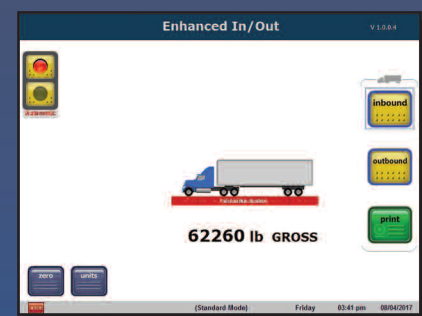 Enhanced In/Out
V 1.0.0.4
inbound
outbound
print
62260 lb GROSS
zero
units
(Standard Mode)
Friday
03:41 pm
08/04/2017